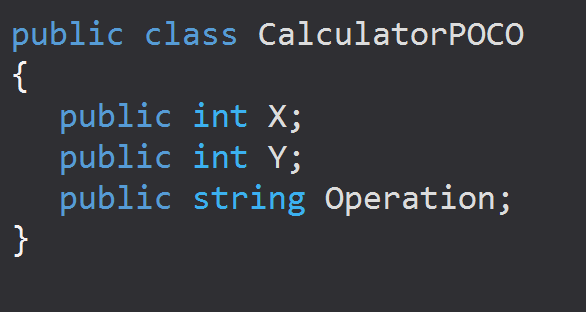 public class CalculatorPOCO
{
public int X;
public int Y;
public string Operation;
}